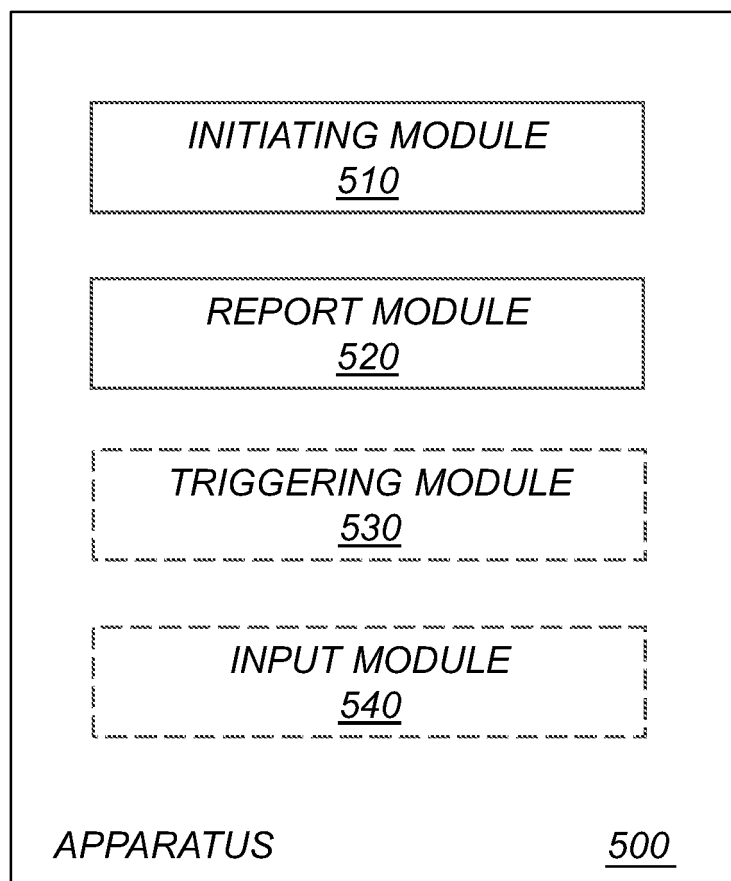 INITIATING MODULE
510
REPORT MODULE
520
TRIGGERING MODULE
530
INPUT MODULE
540
APPARATUS 500